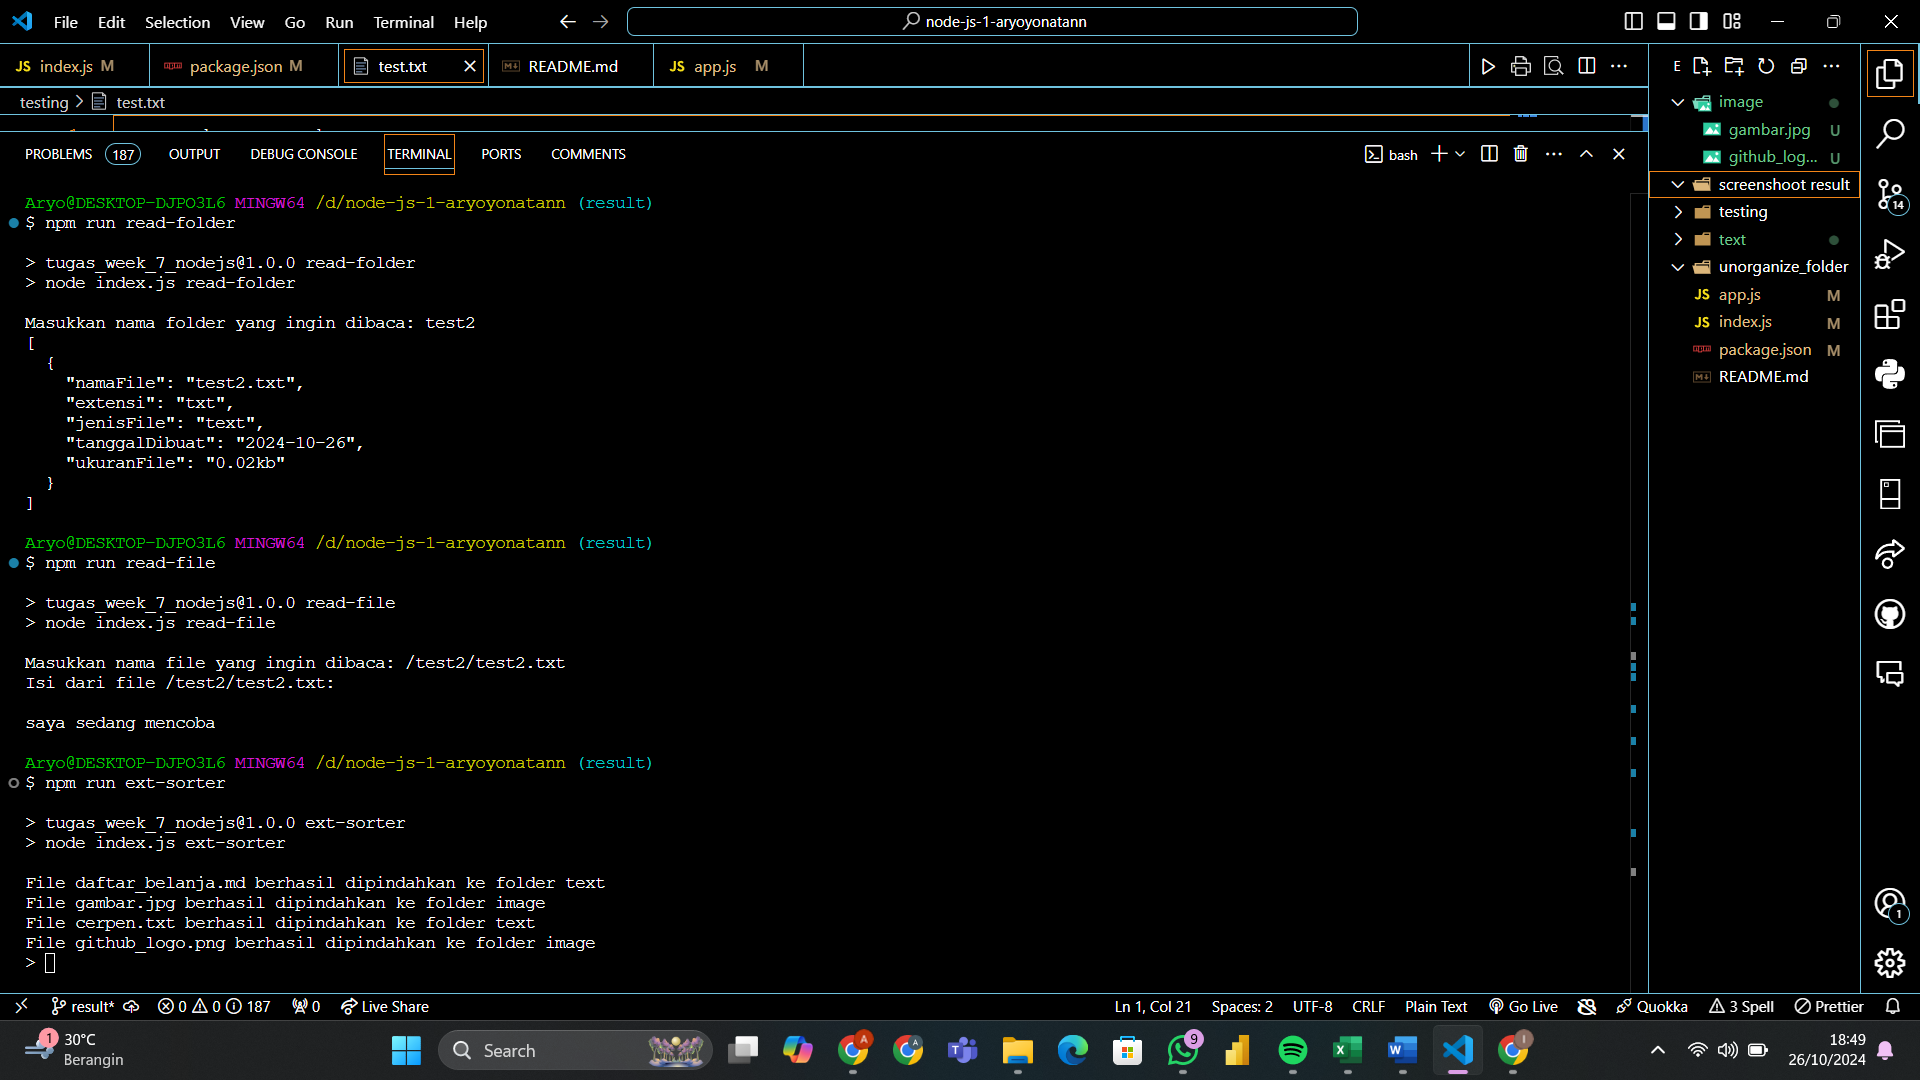 File Edit Selection View Go Run Terminal Help
node-js-1-aryoyonatann
JS index.js M
package.json M
test.txt
README.md
JS app.js M
testing > test.txt
PROBLEMS 187 OUTPUT DEBUG CONSOLE TERMINAL PORTS COMMENTS
bash
Aryo@DESKTOP-DJPO3L6 MINGW64 /d/node-js-1-aryoyonatann (result)
$ npm run read-folder
> tugas_week_7_nodejs@1.0.0 read-folder
> node index.js read-folder
Masukkan nama folder yang ingin dibaca: test2
[
{
"namaFile": "test2.txt",
"extensi": "txt",
"jenisFile": "text",
"tanggalDibuat": "2024-10-26",
"ukuranFile": "0.02kb"
}
]
Aryo@DESKTOP-DJPO3L6 MINGW64 /d/node-js-1-aryoyonatann (result)
$ npm run read-file
> tugas_week_7_nodejs@1.0.0 read-file
> node index.js read-file
Masukkan nama file yang ingin dibaca: /test2/test2.txt
Isi dari file /test2/test2.txt:
saya sedang mencoba
Aryo@DESKTOP-DJPO3L6 MINGW64 /d/node-js-1-aryoyonatann (result)
$ npm run ext-sorter
> tugas_week_7_nodejs@1.0.0 ext-sorter
> node index.js ext-sorter
File daftar_belanja.md berhasil dipindahkan ke folder text
File gambar.jpg berhasil dipindahkan ke folder image
File cerpen.txt berhasil dipindahkan ke folder text
File github_logo.png berhasil dipindahkan ke folder image
>
E
image
gambar.jpg U
github_log... U
screenshoot result
testing
text
unorganize_folder
JS app.js M
JS index.js M
package.json M
README.md
14
1
result* 0 0 187 0 Live Share
Ln 1, Col 21 Spaces: 2 UTF-8 CRLF Plain Text Go Live Quokka 3 Spell Prettier
1
30°C
Berangin
Search
9
18:49
26/10/2024